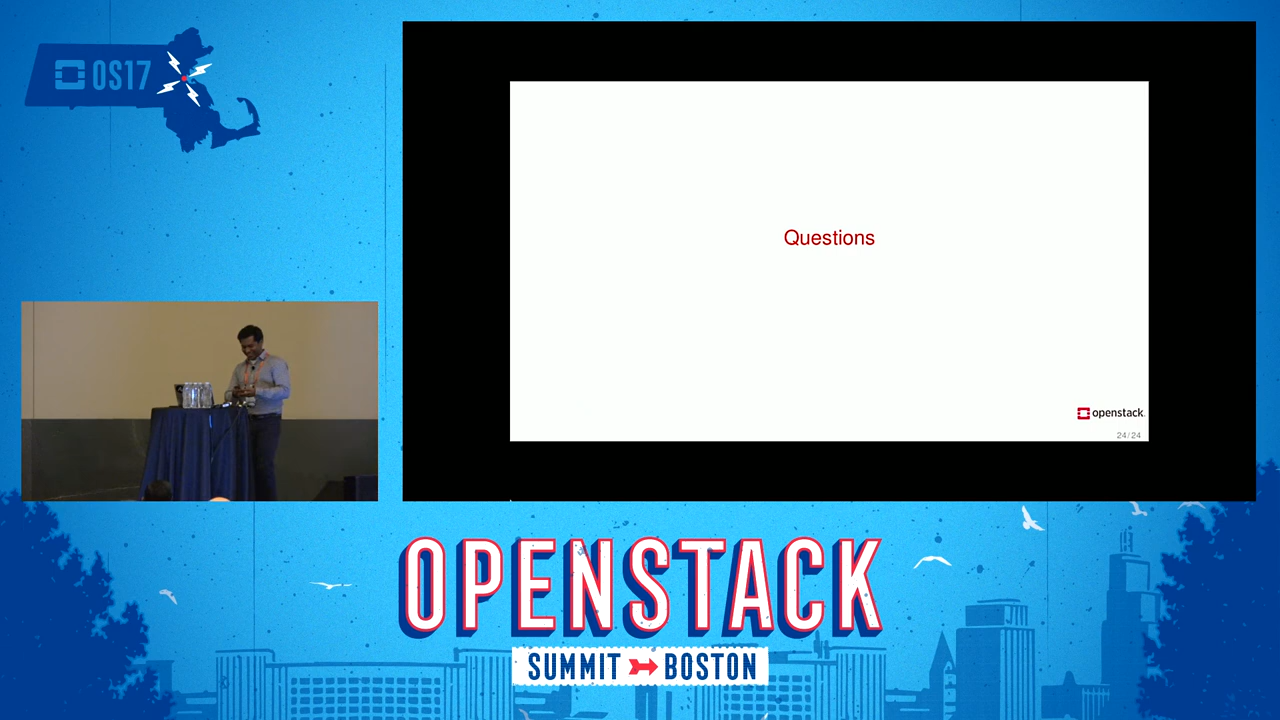 OS17
Questions
openstack.
24/24
OPENSTACK
SUMMIT BOSTON